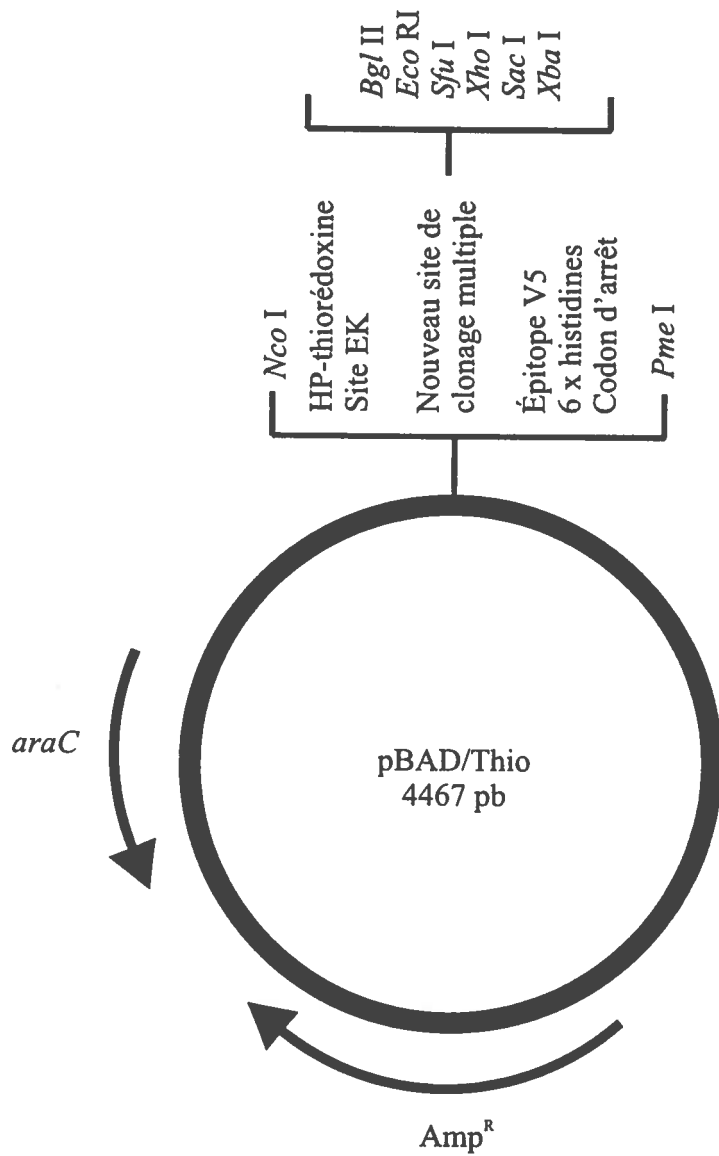 Bgl II
Eco RI
Sfu I
Xho I
Sac I
Xba I
Nco I
HP-thiorédoxine
Site EK
Nouveau site de
clonage multiple
Épitope V5
6 x histidines
Codon d'arrêt
Pme I
araC
pBAD/Thio
4467 pb
Amp^R